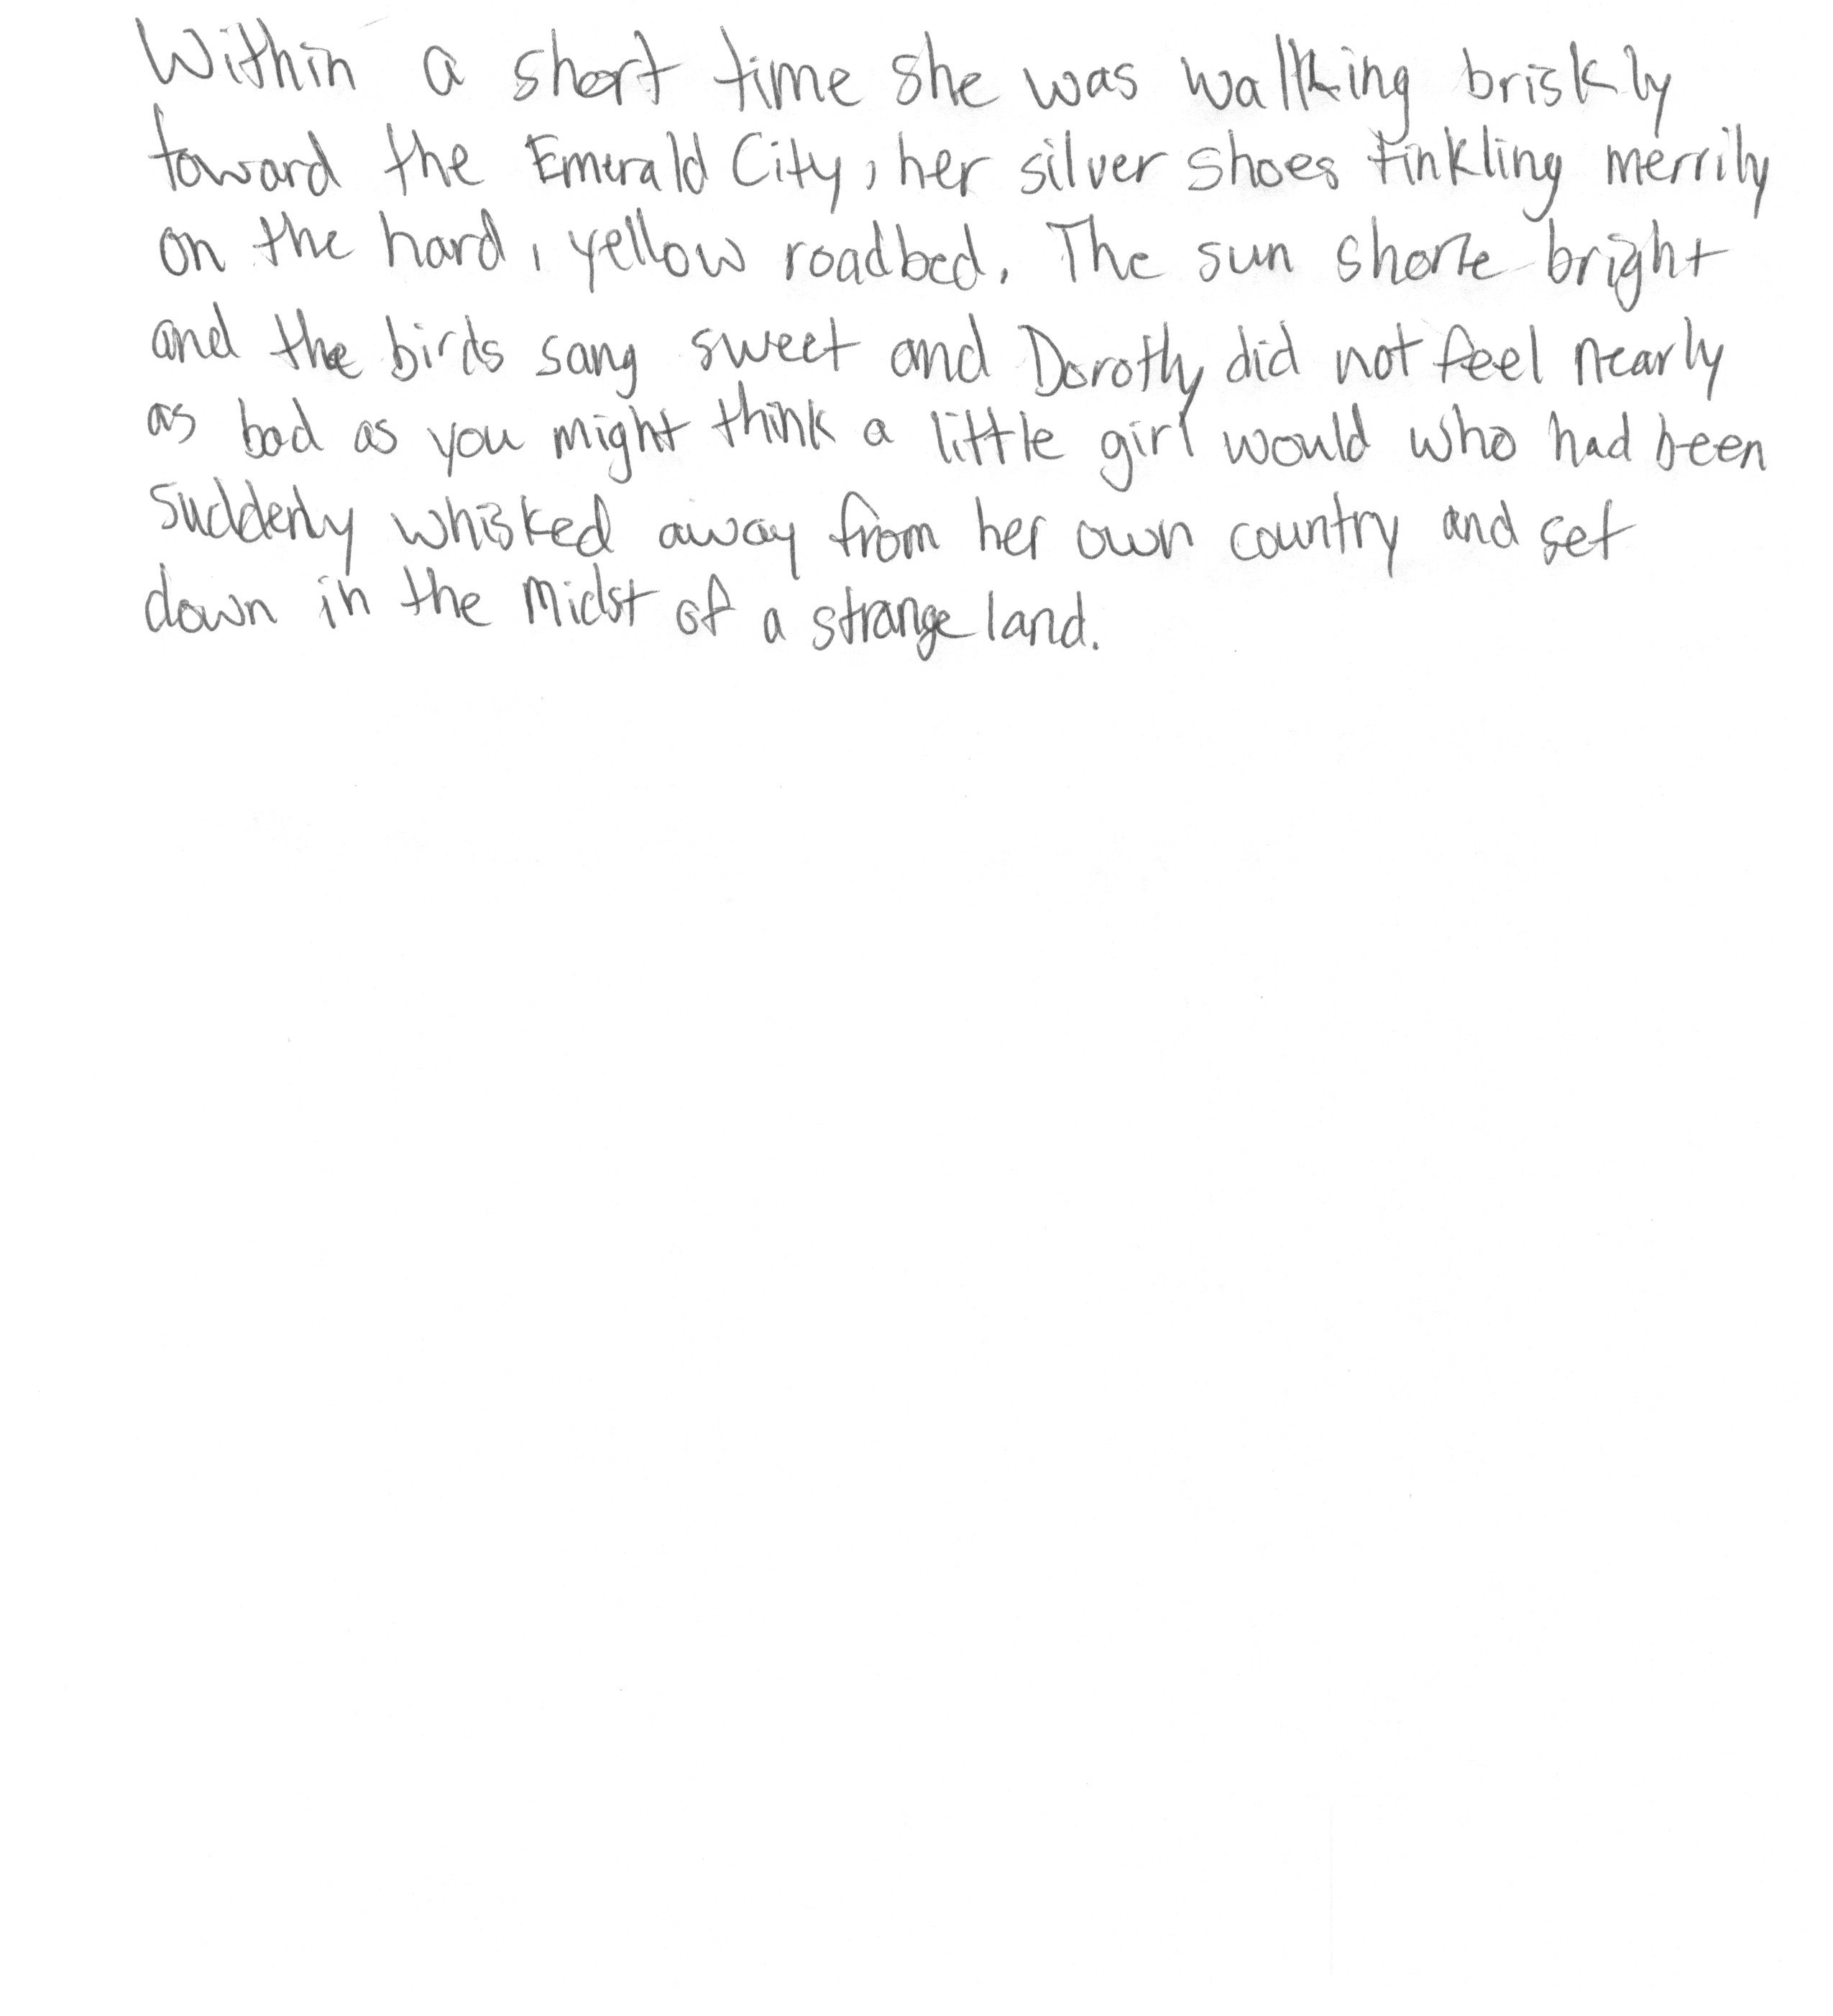 Within a short time she was walking briskly
toward the Emerald City, her silver shoes tinkling merrily
on the hard, yellow roadbed. The sun shone bright
and the birds sang sweet and Dorothy did not feel nearly
as bad as you might think a little girl would who had been
suddenly whisked away from her own country and set
down in the midst of a strange land.